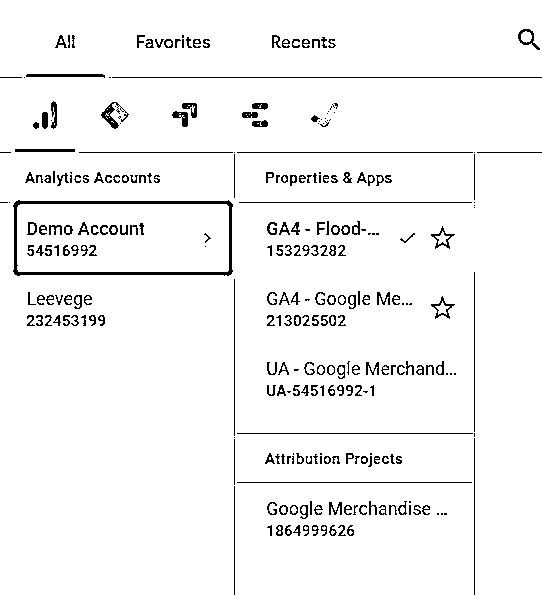 All
Favorites
Recents
Analytics Accounts
Demo Account
54516992
Leevege
232453199
Properties & Apps
GA4 - Flood-...
153293282
GA4 - Google Me...
213025502
UA - Google Merchand...
UA-54516992-1
Attribution Projects
Google Merchandise ...
1864999626